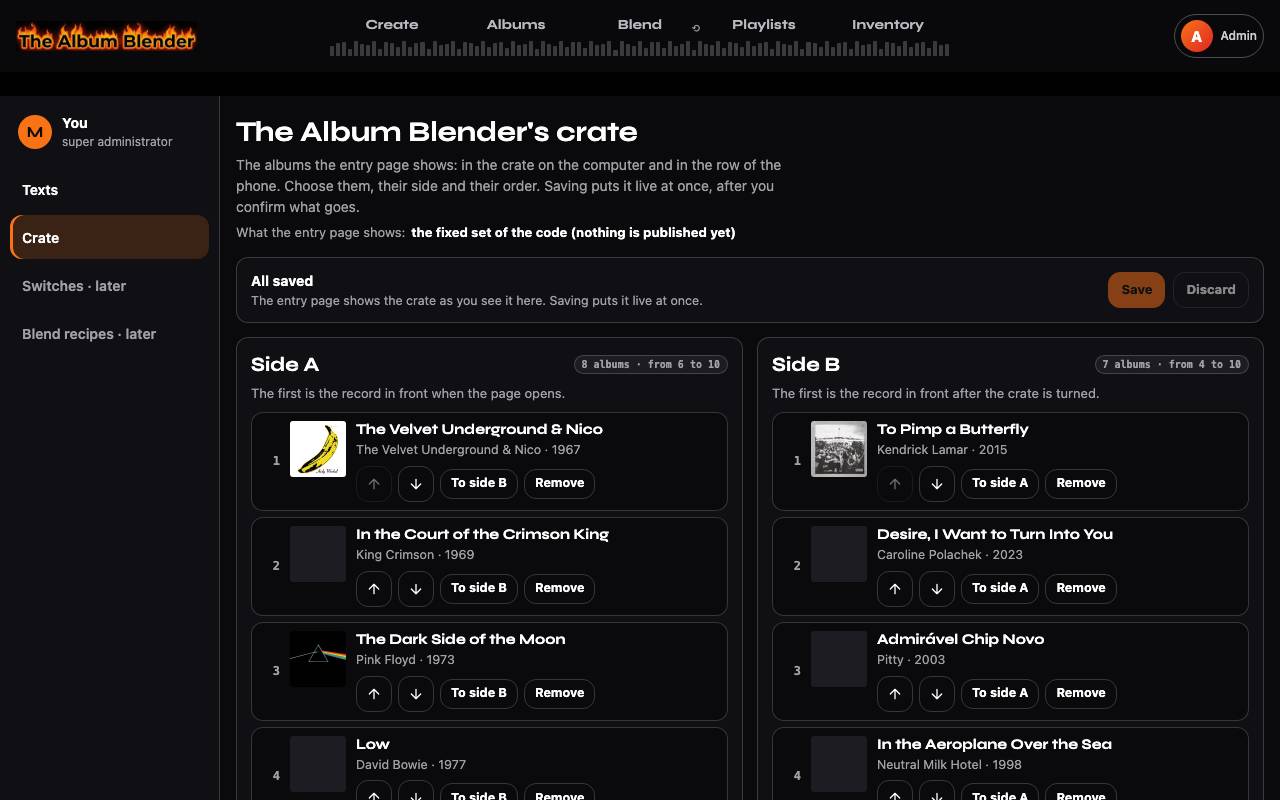 The Album Blender
Create
Albums
Blend
Playlists
Inventory
A
Admin
M
You
super administrator
Texts
Crate
Switches · later
Blend recipes · later
The Album Blender's crate
The albums the entry page shows: in the crate on the computer and in the row of the
phone. Choose them, their side and their order. Saving puts it live at once, after you
confirm what goes.
What the entry page shows: the fixed set of the code (nothing is published yet)
All saved
The entry page shows the crate as you see it here. Saving puts it live at once.
Save
Discard
Side A
8 albums · from 6 to 10
The first is the record in front when the page opens.
1
The Velvet Underground & Nico
The Velvet Underground & Nico · 1967
↑ ↓ To side B Remove
2
In the Court of the Crimson King
King Crimson · 1969
↑ ↓ To side B Remove
3
The Dark Side of the Moon
Pink Floyd · 1973
↑ ↓ To side B Remove
4
Low
David Bowie · 1977
↑ ↓ To side B Remove
Side B
7 albums · from 4 to 10
The first is the record in front after the crate is turned.
1
To Pimp a Butterfly
Kendrick Lamar · 2015
↑ ↓ To side A Remove
2
Desire, I Want to Turn Into You
Caroline Polachek · 2023
↑ ↓ To side A Remove
3
Admirável Chip Novo
Pitty · 2003
↑ ↓ To side A Remove
4
In the Aeroplane Over the Sea
Neutral Milk Hotel · 1998
↑ ↓ To side A Remove